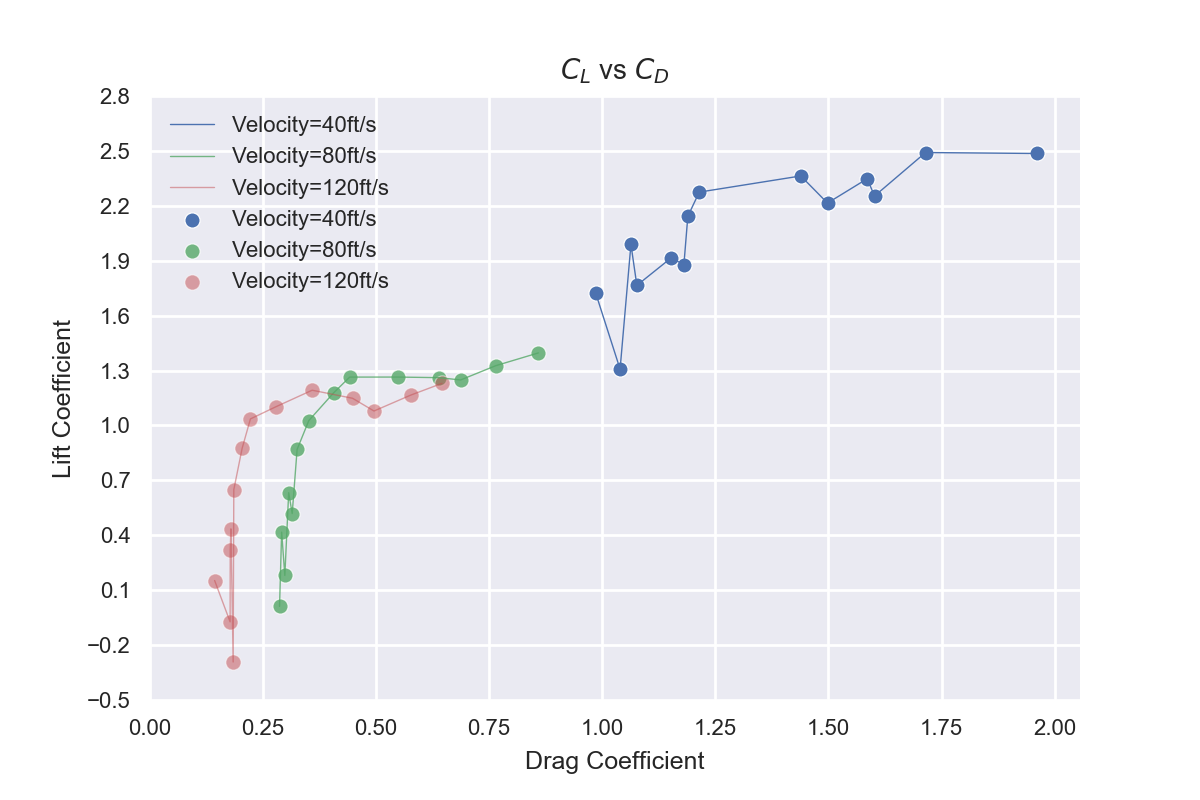 C_L vs C_D
2.8
2.5
2.2
1.9
1.6
1.3
1.0
0.7
0.4
0.1
−0.2
−0.5
Lift Coefficient
Velocity=40ft/s
Velocity=80ft/s
Velocity=120ft/s
Velocity=40ft/s
Velocity=80ft/s
Velocity=120ft/s
0.00 0.25 0.50 0.75 1.00 1.25 1.50 1.75 2.00
Drag Coefficient